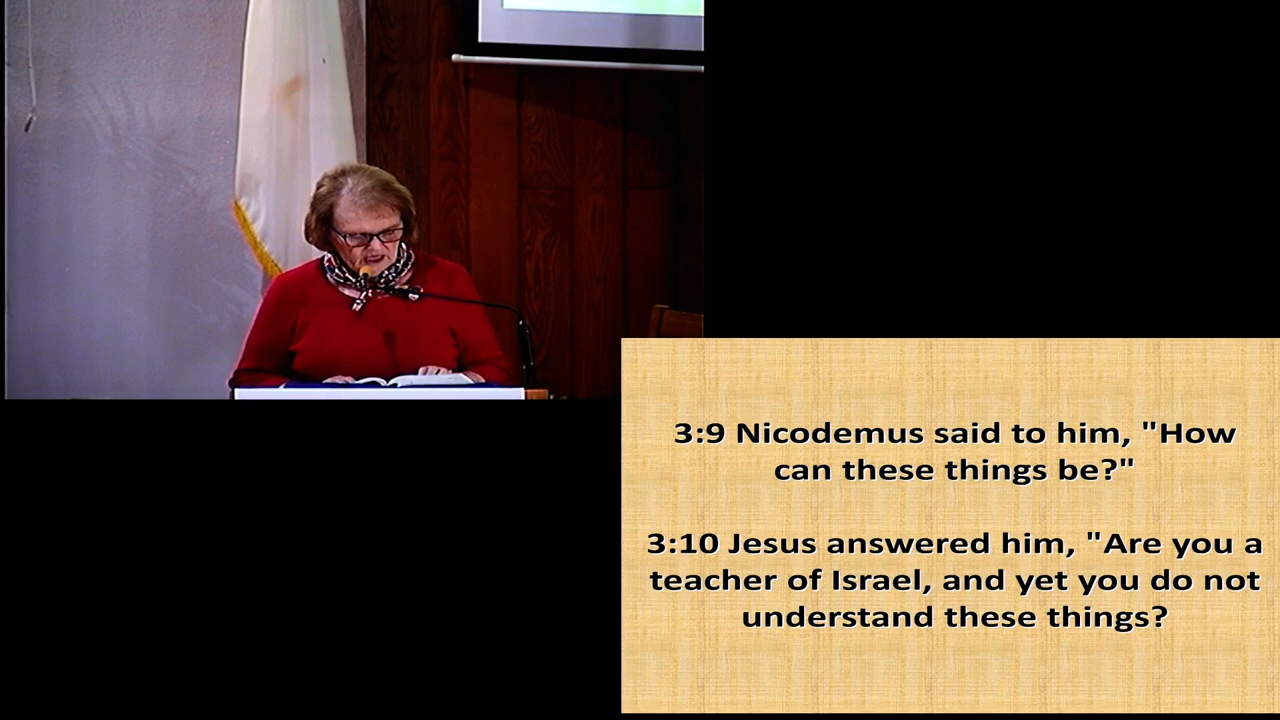 3:9 Nicodemus said to him, "How
can these things be?"
3:10 Jesus answered him, "Are you a
teacher of Israel, and yet you do not
understand these things?